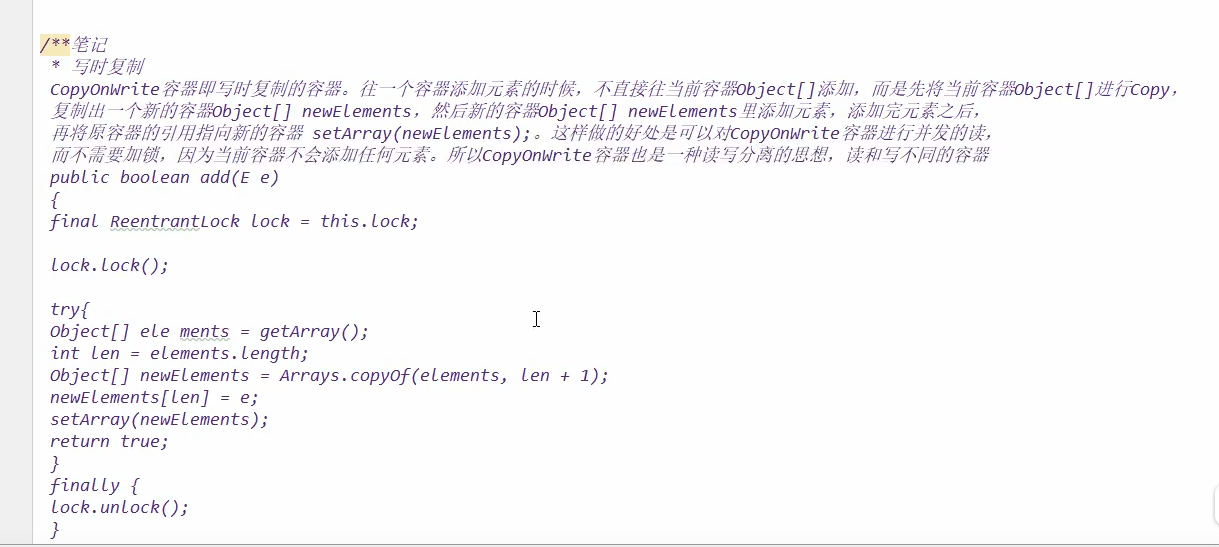 /**笔记
* 写时复制
CopyOnWrite容器即写时复制的容器。往一个容器添加元素的时候，不直接往当前容器Object[]添加，而是先将当前容器Object[]进行Copy，
复制出一个新的容器Object[] newElements，然后新的容器Object[] newElements里添加元素，添加完元素之后，
再将原容器的引用指向新的容器 setArray(newElements);。这样做的好处是可以对CopyOnWrite容器进行并发的读，
而不需要加锁，因为当前容器不会添加任何元素。所以CopyOnWrite容器也是一种读写分离的思想，读和写不同的容器
public boolean add(E e)
{
final ReentrantLock lock = this.lock;
lock.lock();
try{
Object[] ele ments = getArray();
int len = elements.length;
Object[] newElements = Arrays.copyOf(elements, len + 1);
newElements[len] = e;
setArray(newElements);
return true;
}
finally {
lock.unlock();
}